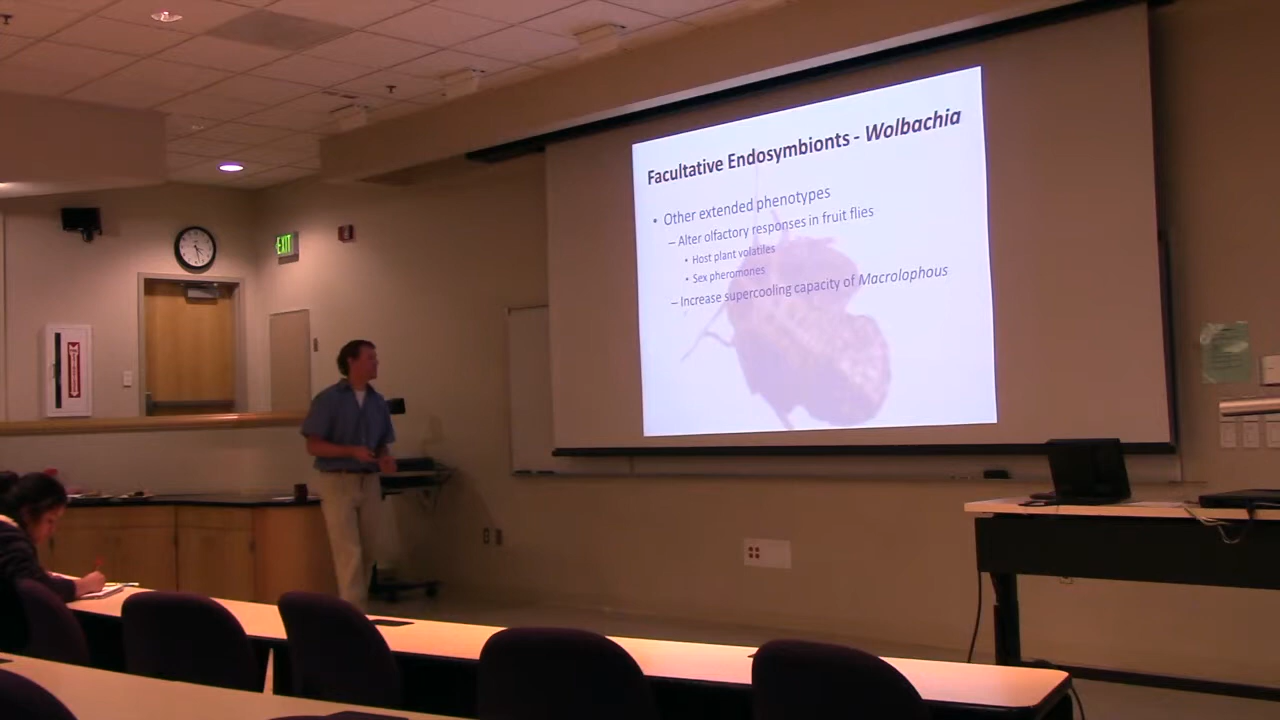 Facultative Endosymbionts - Wolbachia
• Other extended phenotypes
– Alter olfactory responses in fruit flies
• Host plant volatiles
• Sex pheromones
– Increase supercooling capacity of Macrolophous
EXIT